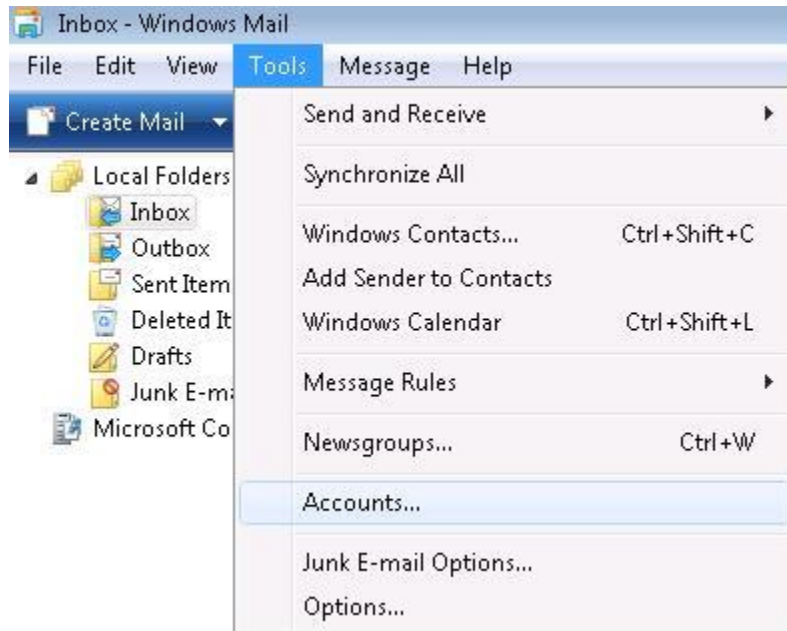 Inbox - Windows Mail
File Edit View Tools Message Help
Create Mail
Local Folders
Inbox
Outbox
Sent Item
Deleted It
Drafts
Junk E-m
Microsoft Co
Send and Receive
Synchronize All
Windows Contacts... Ctrl+Shift+C
Add Sender to Contacts
Windows Calendar Ctrl+Shift+L
Message Rules
Newsgroups... Ctrl+W
Accounts...
Junk E-mail Options...
Options...